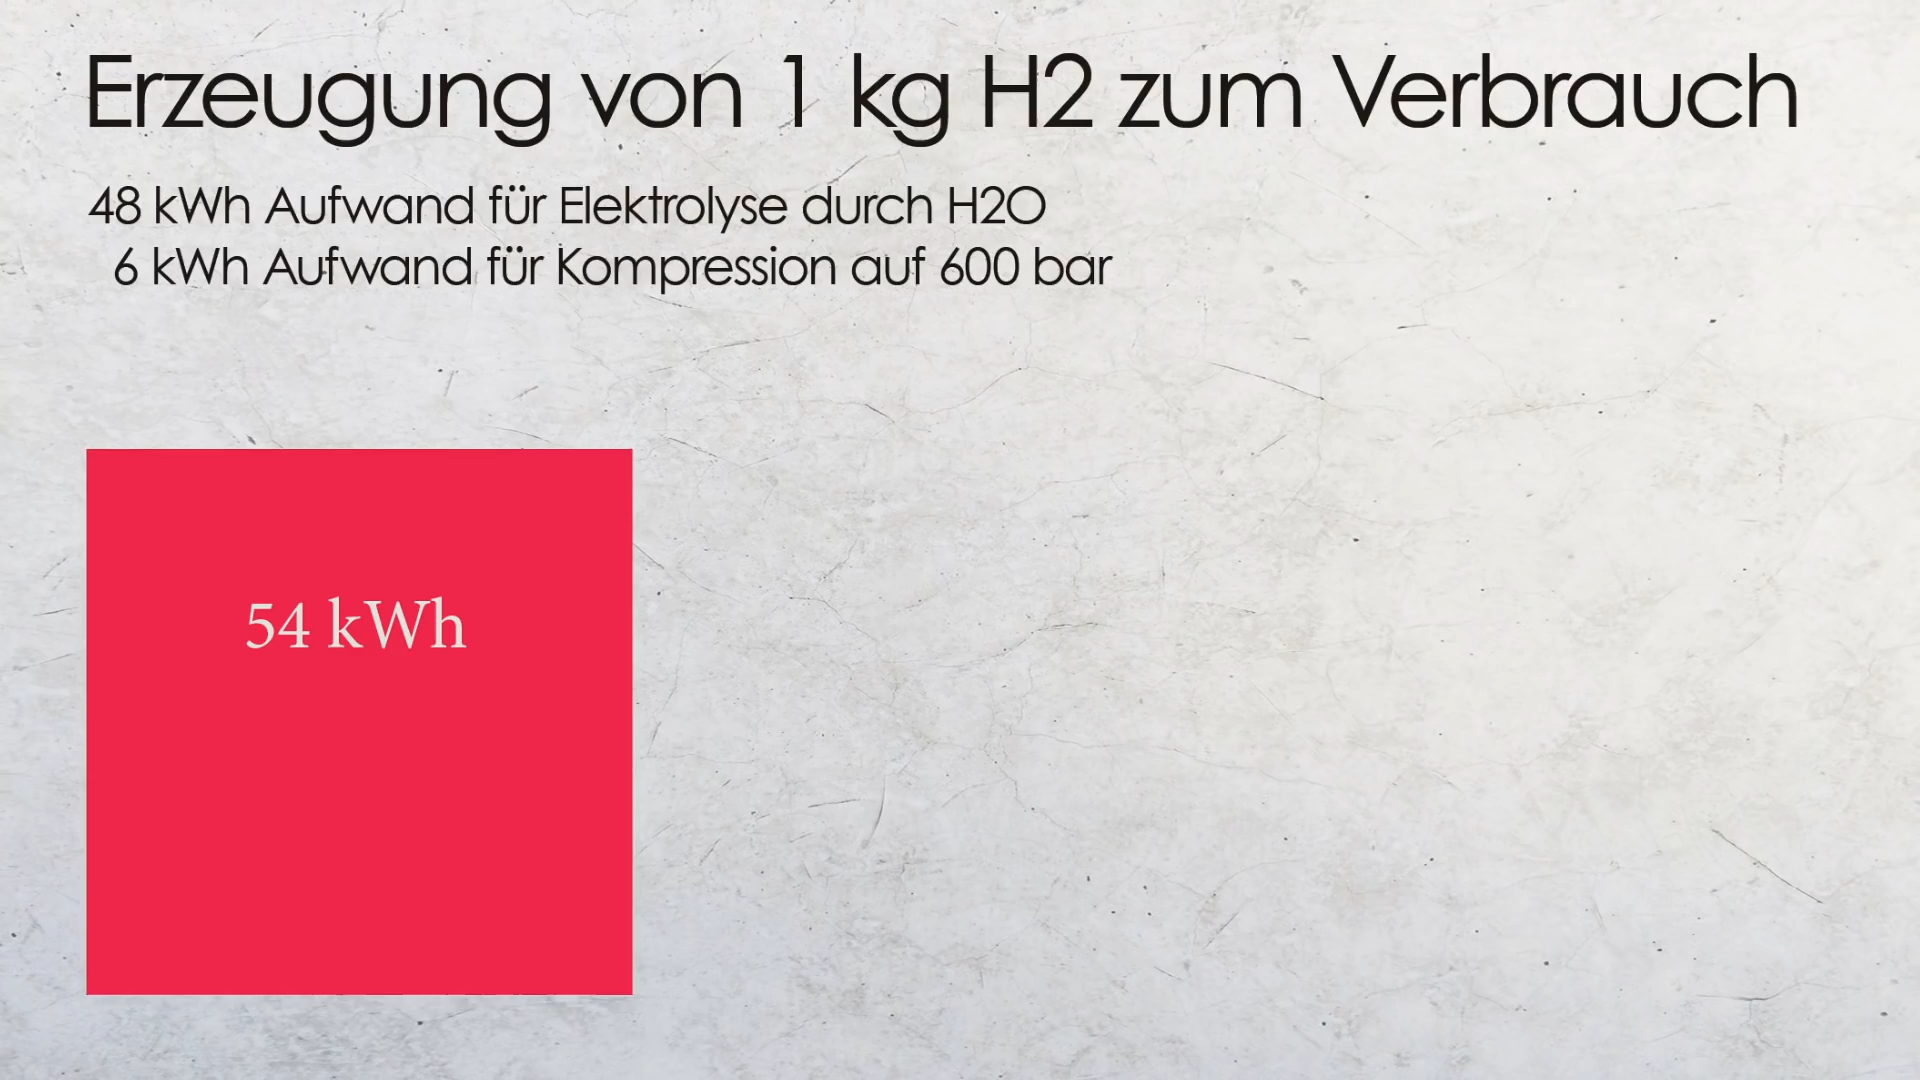 Erzeugung von 1 kg H2 zum Verbrauch
48 kWh Aufwand für Elektrolyse durch H2O
6 kWh Aufwand für Kompression auf 600 bar
54 kWh